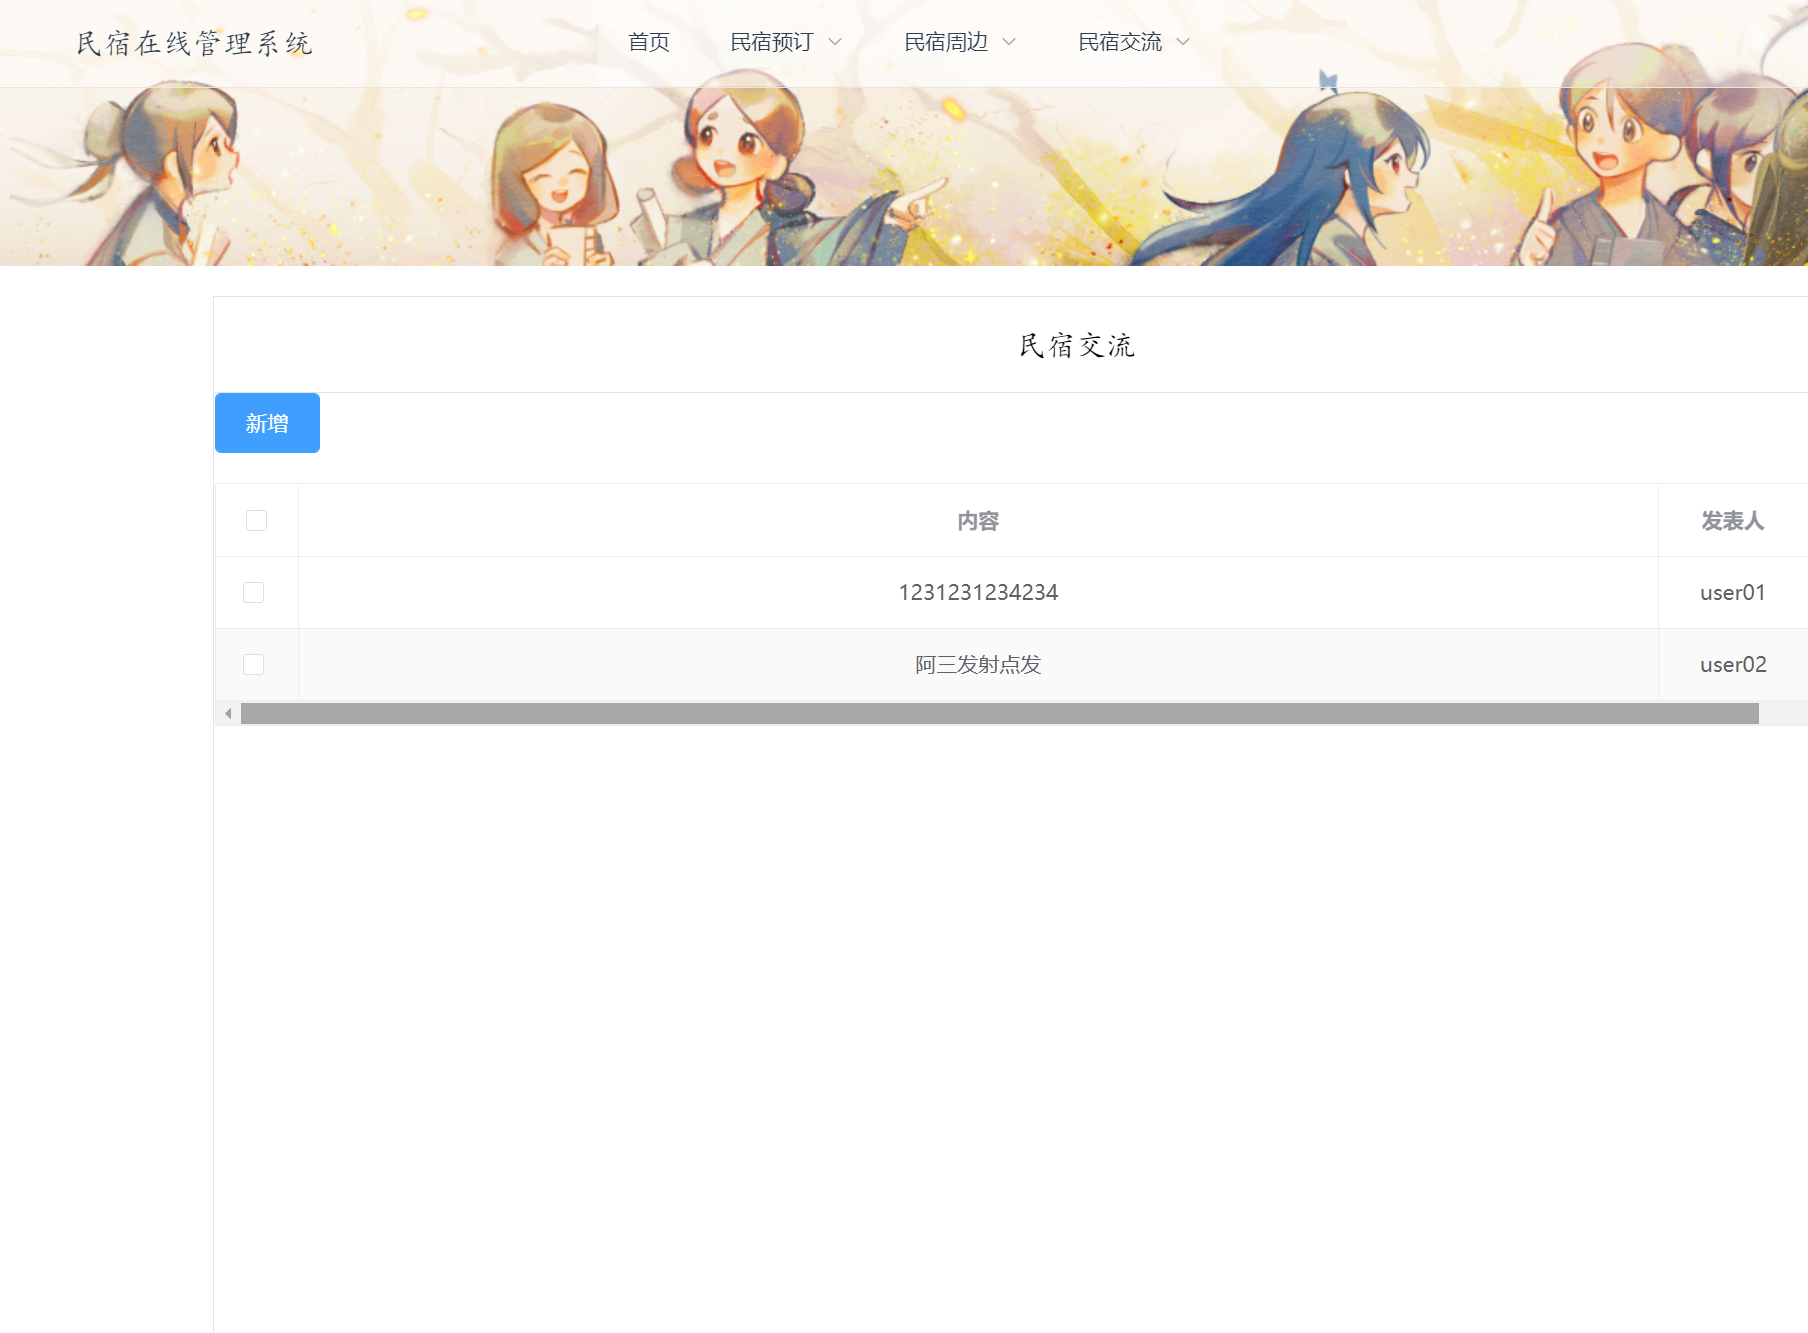 民宿在线管理系统 首页 民宿预订 民宿周边 民宿交流
民宿交流
新增
内容 发表人
1231231234234 user01
阿三发射点发 user02